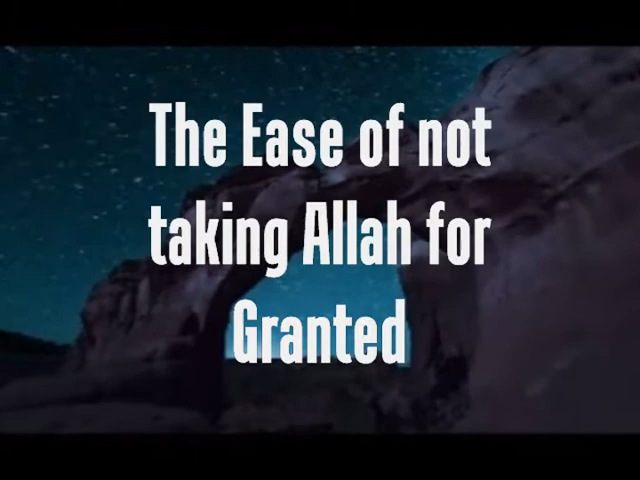 The Ease of not
taking Allah for
Granted